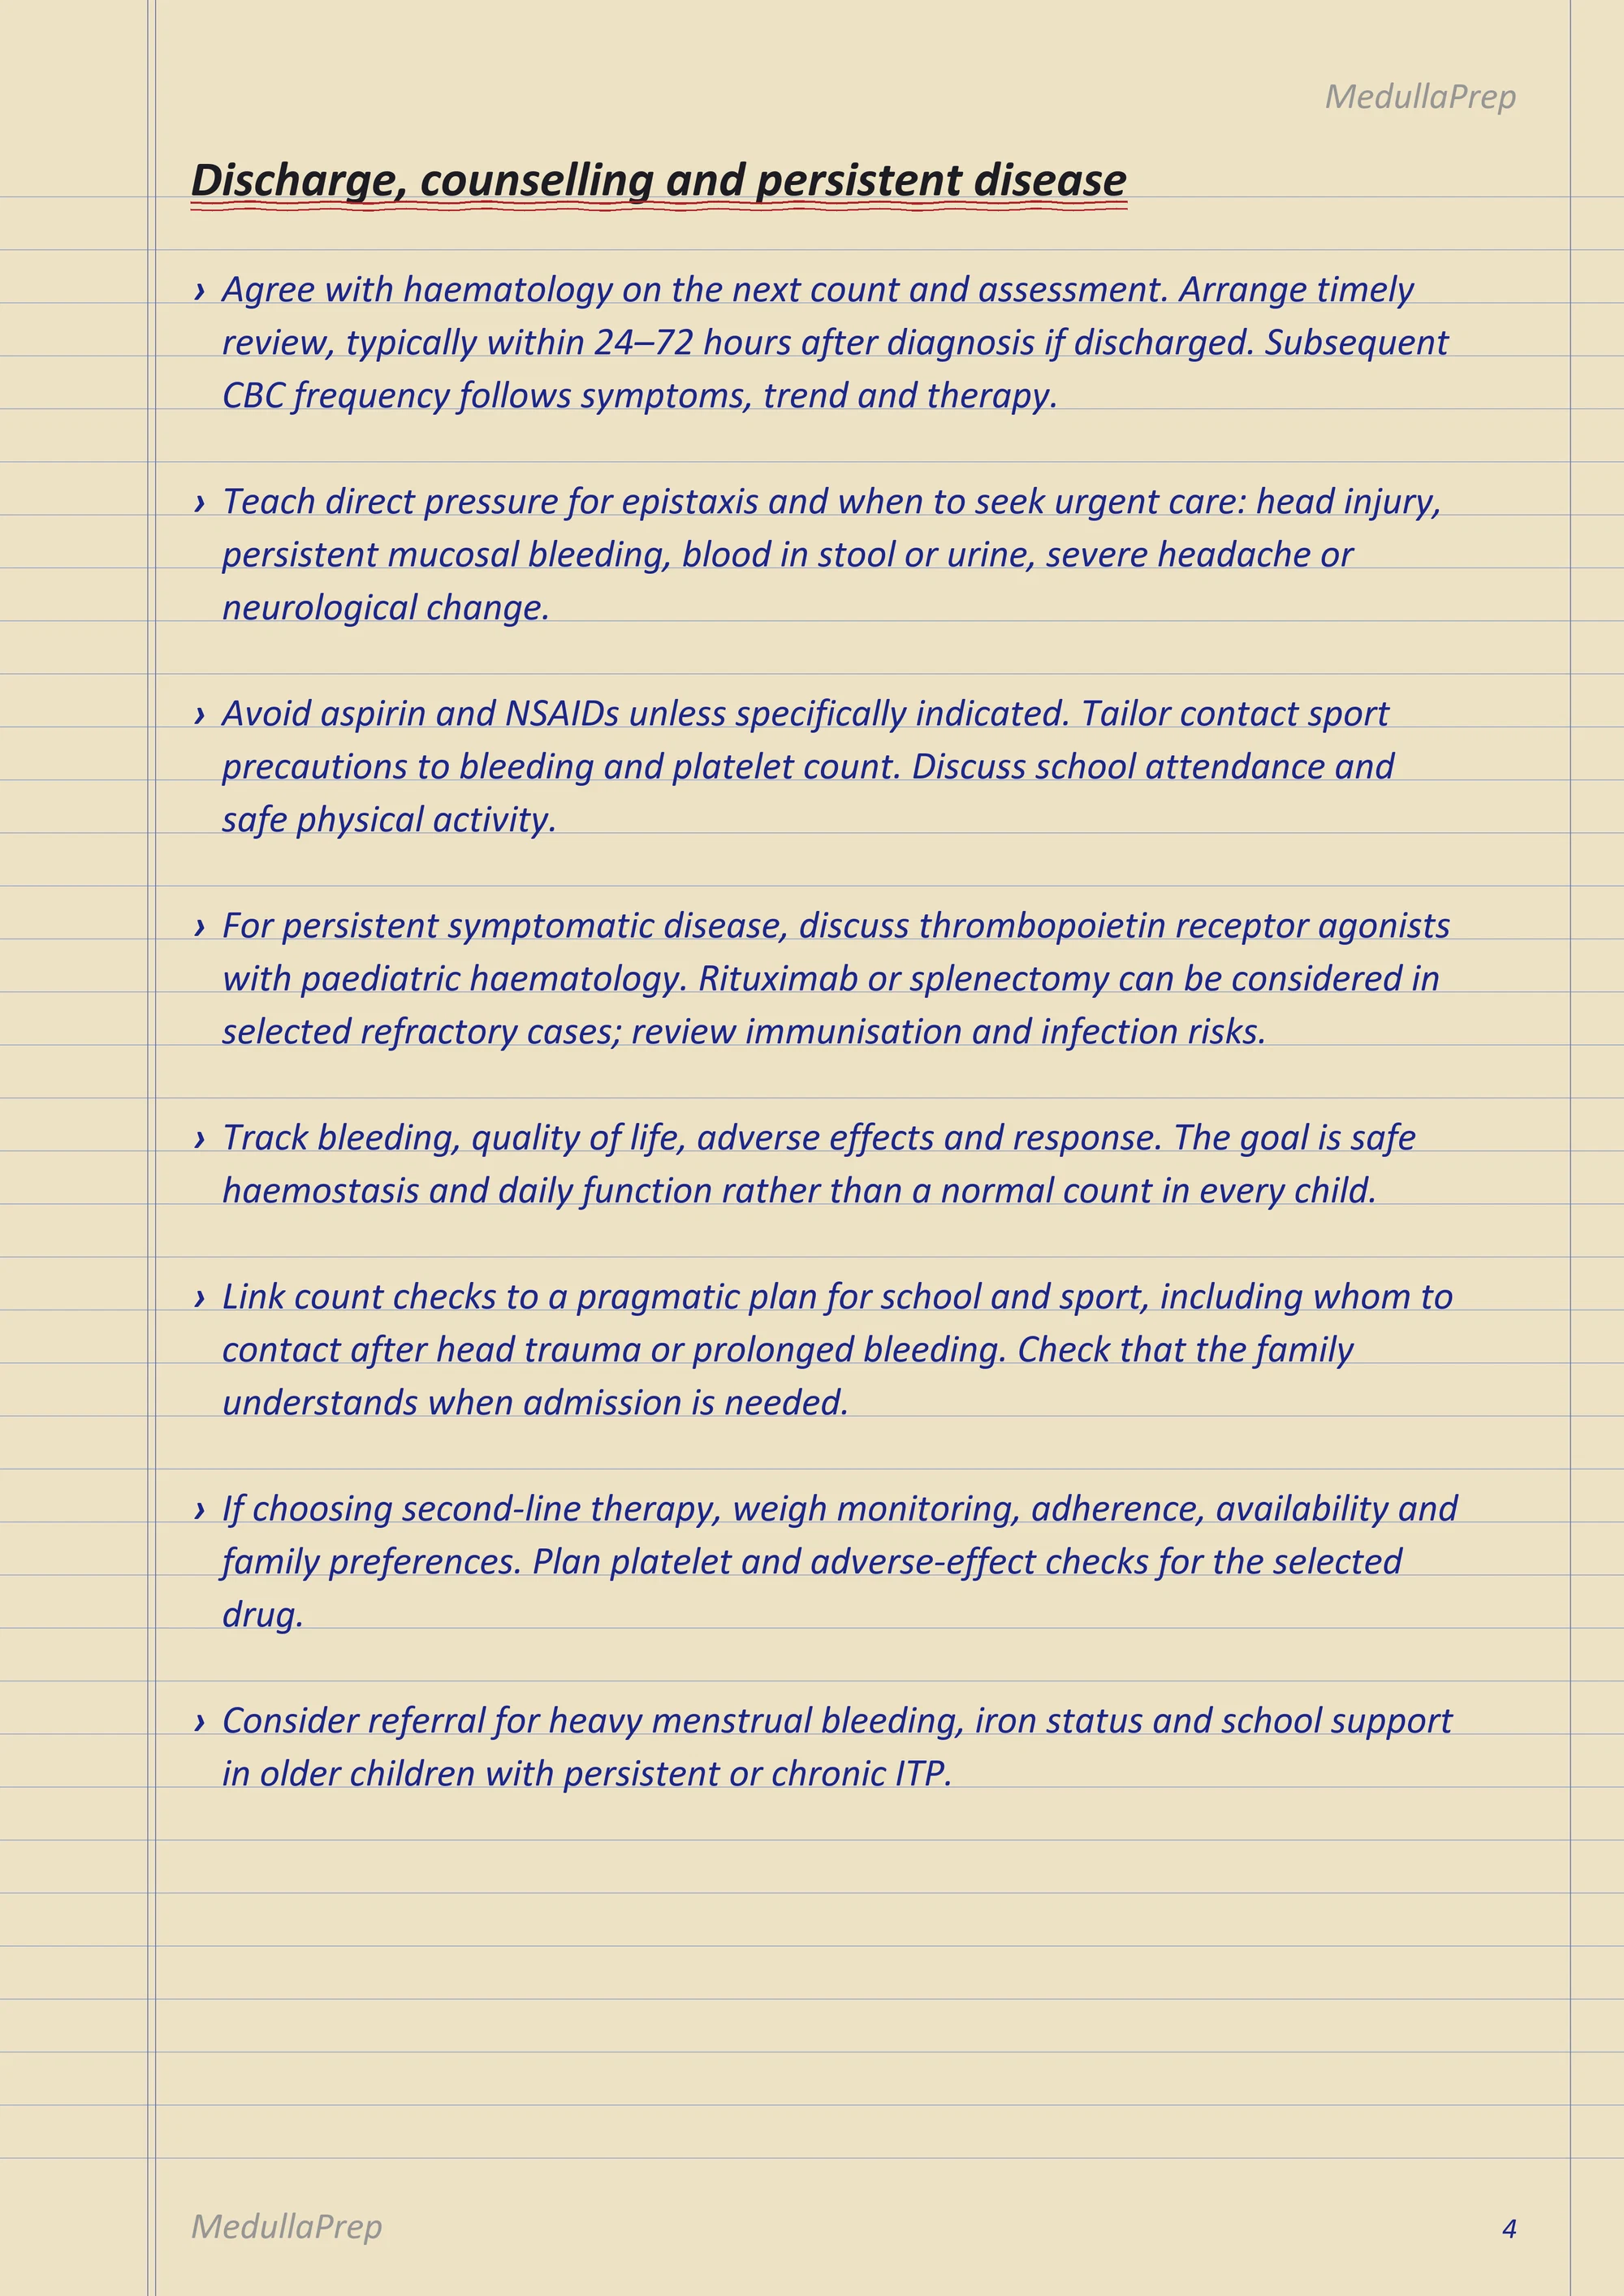 MedullaPrep
Discharge, counselling and persistent disease
› Agree with haematology on the next count and assessment. Arrange timely
review, typically within 24–72 hours after diagnosis if discharged. Subsequent
CBC frequency follows symptoms, trend and therapy.
› Teach direct pressure for epistaxis and when to seek urgent care: head injury,
persistent mucosal bleeding, blood in stool or urine, severe headache or
neurological change.
› Avoid aspirin and NSAIDs unless specifically indicated. Tailor contact sport
precautions to bleeding and platelet count. Discuss school attendance and
safe physical activity.
› For persistent symptomatic disease, discuss thrombopoietin receptor agonists
with paediatric haematology. Rituximab or splenectomy can be considered in
selected refractory cases; review immunisation and infection risks.
› Track bleeding, quality of life, adverse effects and response. The goal is safe
haemostasis and daily function rather than a normal count in every child.
› Link count checks to a pragmatic plan for school and sport, including whom to
contact after head trauma or prolonged bleeding. Check that the family
understands when admission is needed.
› If choosing second-line therapy, weigh monitoring, adherence, availability and
family preferences. Plan platelet and adverse-effect checks for the selected
drug.
› Consider referral for heavy menstrual bleeding, iron status and school support
in older children with persistent or chronic ITP.
MedullaPrep
4